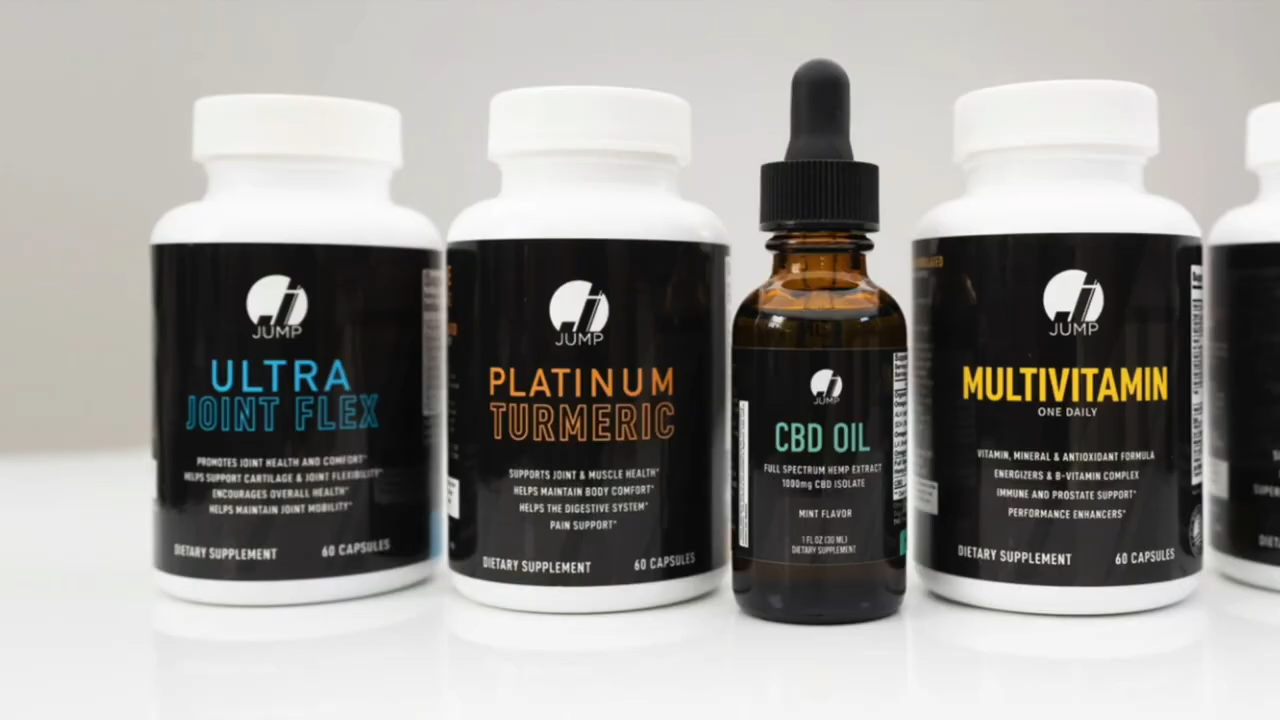 JUMP
ULTRA
JOINT FLEX
PROMOTES JOINT HEALTH AND COMFORT*
HELPS SUPPORT CARTILAGE & JOINT FLEXIBILITY*
ENCOURAGES OVERALL HEALTH*
HELPS MAINTAIN JOINT MOBILITY*
DIETARY SUPPLEMENT 60 CAPSULES
JUMP
PLATINUM
TURMERIC
SUPPORTS JOINT & MUSCLE HEALTH*
HELPS MAINTAIN BODY COMFORT*
HELPS THE DIGESTIVE SYSTEM*
PAIN SUPPORT*
DIETARY SUPPLEMENT 60 CAPSULES
JUMP
CBD OIL
FULL SPECTRUM HEMP EXTRACT
1000mg CBD ISOLATE
MINT FLAVOR
1 FL OZ (30 ML)
DIETARY SUPPLEMENT
JUMP
MULTIVITAMIN
ONE DAILY
VITAMIN, MINERAL & ANTIOXIDANT FORMULA
ENERGIZERS & B-VITAMIN COMPLEX
IMMUNE AND PROSTATE SUPPORT*
PERFORMANCE ENHANCERS*
DIETARY SUPPLEMENT 60 CAPSULES